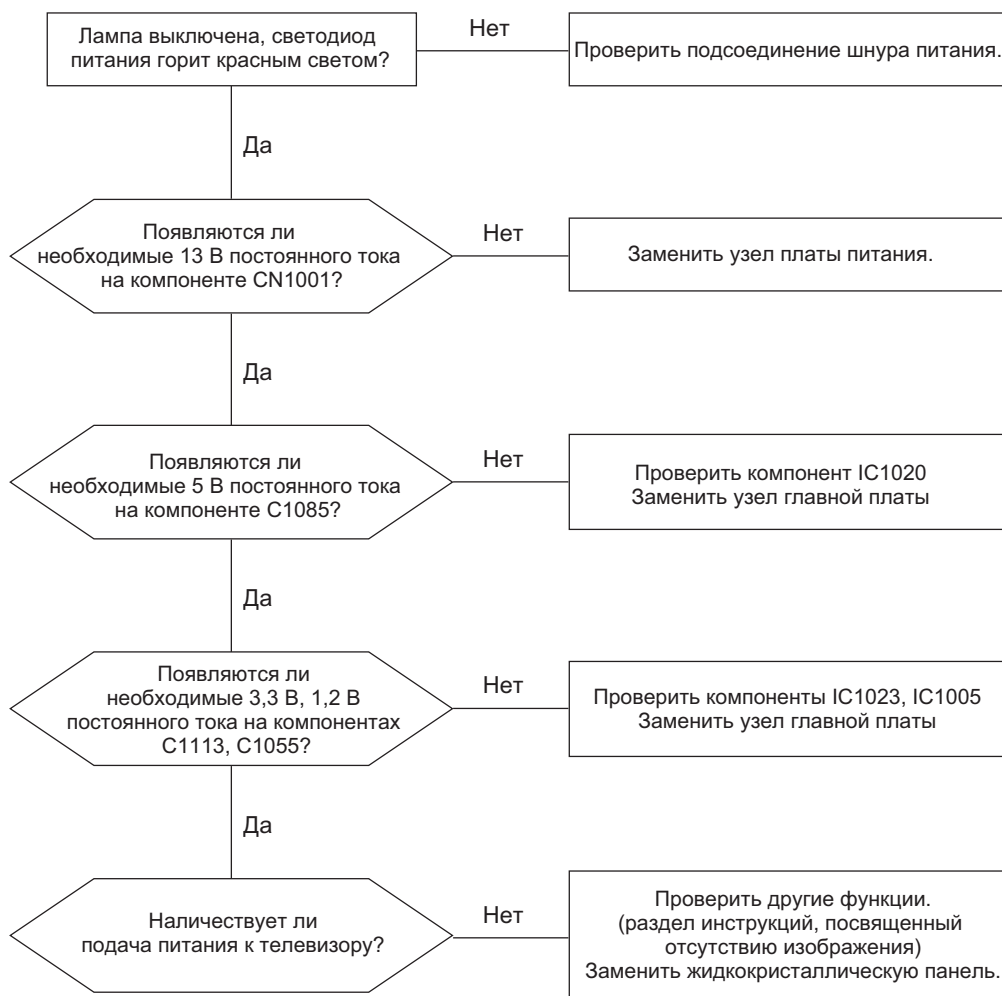 Лампа выключена, светодиод
питания горит красным светом?
Нет
Проверить подсоединение шнура питания.
Да
Появляются ли
необходимые 13 В постоянного тока
на компоненте CN1001?
Нет
Заменить узел платы питания.
Да
Появляются ли
необходимые 5 В постоянного тока
на компоненте C1085?
Нет
Проверить компонент IC1020
Заменить узел главной платы
Да
Появляются ли
необходимые 3,3 В, 1,2 В
постоянного тока на компонентах
C1113, C1055?
Нет
Проверить компоненты IC1023, IC1005
Заменить узел главной платы
Да
Наличествует ли
подача питания к телевизору?
Нет
Проверить другие функции.
(раздел инструкций, посвященный
отсутствию изображения)
Заменить жидкокристаллическую панель.